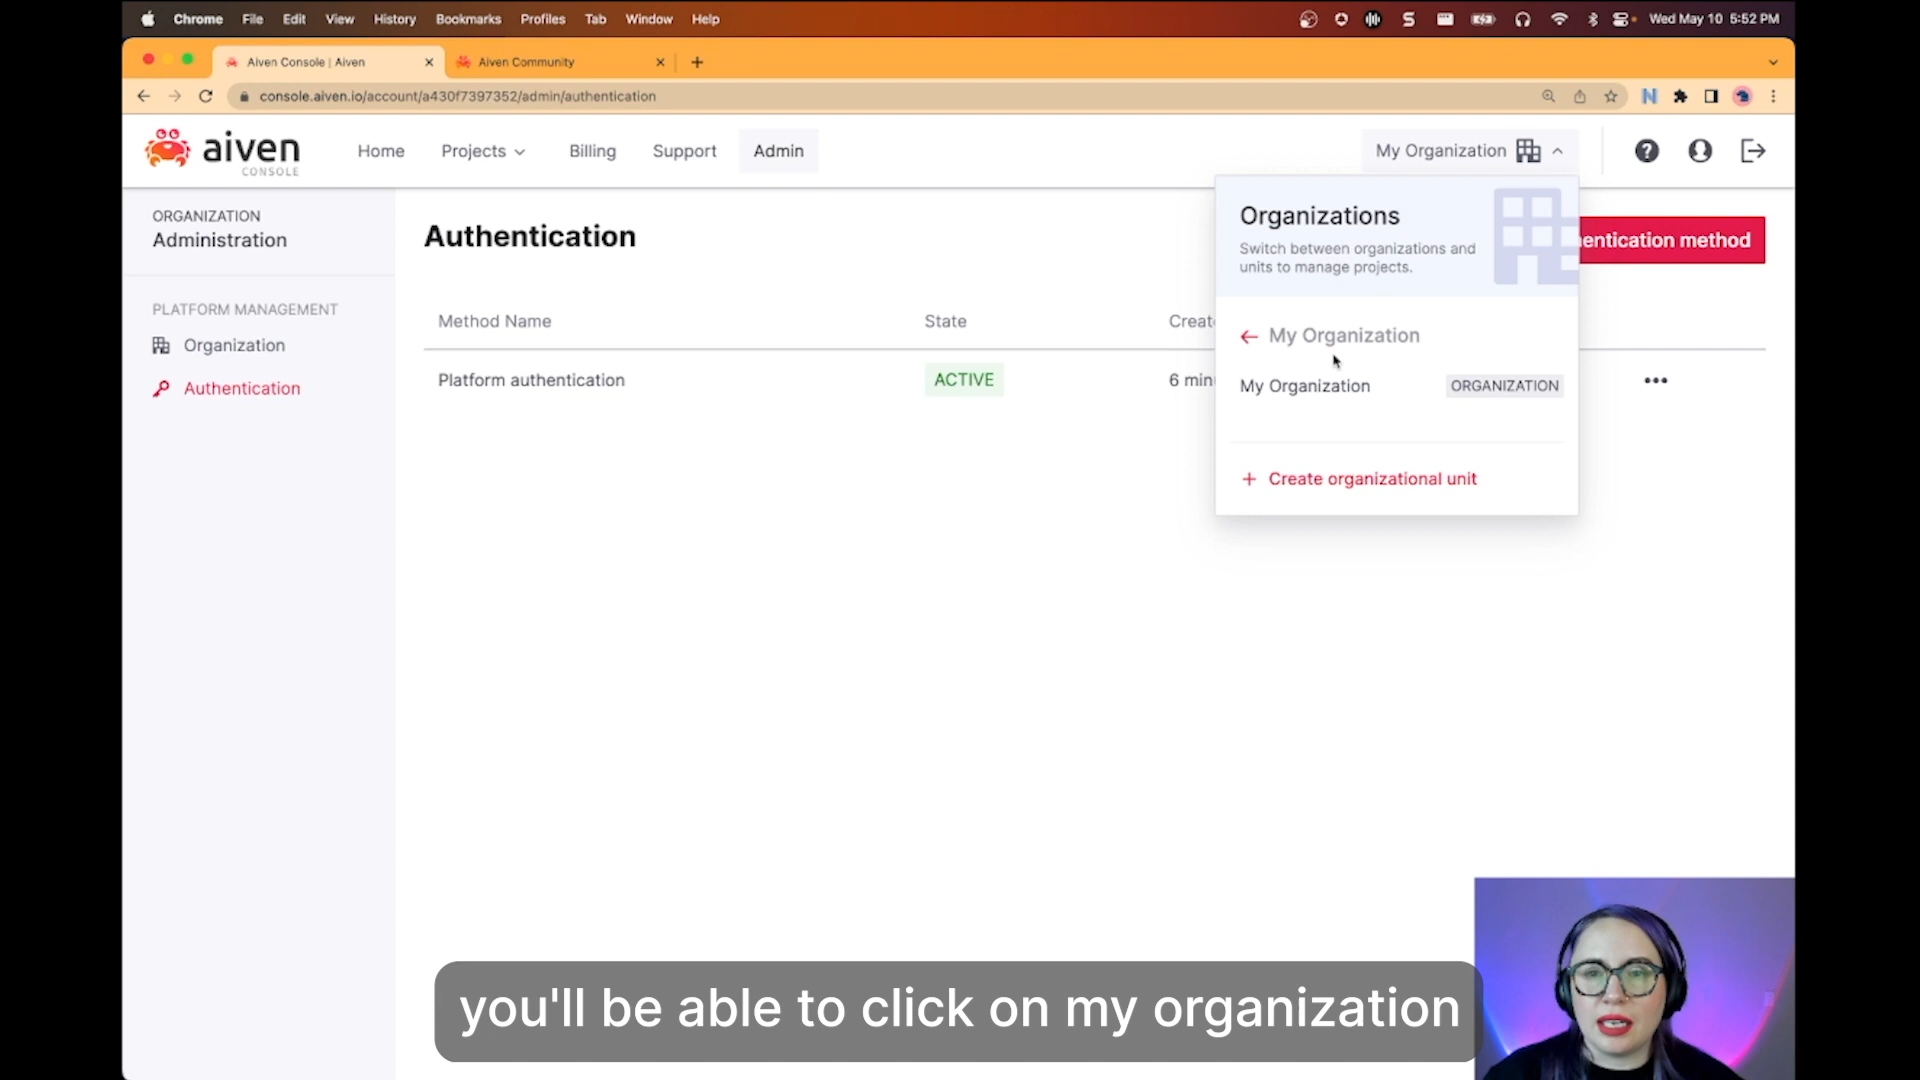 Chrome File Edit View History Bookmarks Profiles Tab Window Help
Wed May 10 5:52 PM
Aiven Console | Aiven
Aiven Community
console.aiven.io/account/a430f7397352/admin/authentication
aiven
CONSOLE
Home
Projects
Billing
Support
Admin
My Organization
ORGANIZATION
Administration
PLATFORM MANAGEMENT
Organization
Authentication
Authentication
entication method
Method Name
State
Creat
Platform authentication
ACTIVE
6 min
Organizations
Switch between organizations and
units to manage projects.
My Organization
My Organization
ORGANIZATION
+ Create organizational unit
you'll be able to click on my organization